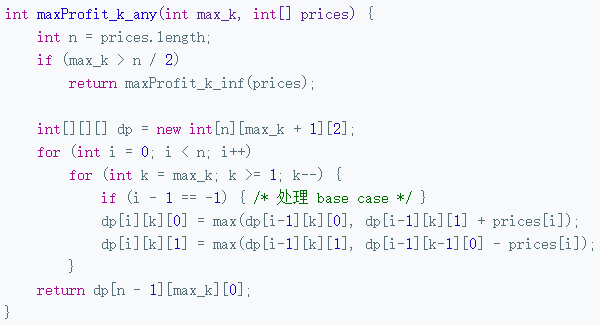 int maxProfit_k_any(int max_k, int[] prices) {
    int n = prices.length;
    if (max_k > n / 2)
        return maxProfit_k_inf(prices);

    int[][][] dp = new int[n][max_k + 1][2];
    for (int i = 0; i < n; i++)
        for (int k = max_k; k >= 1; k--) {
            if (i - 1 == -1) { /* 处理 base case */ }
            dp[i][k][0] = max(dp[i-1][k][0], dp[i-1][k][1] + prices[i]);
            dp[i][k][1] = max(dp[i-1][k][1], dp[i-1][k-1][0] - prices[i]);
        }
    return dp[n - 1][max_k][0];
}